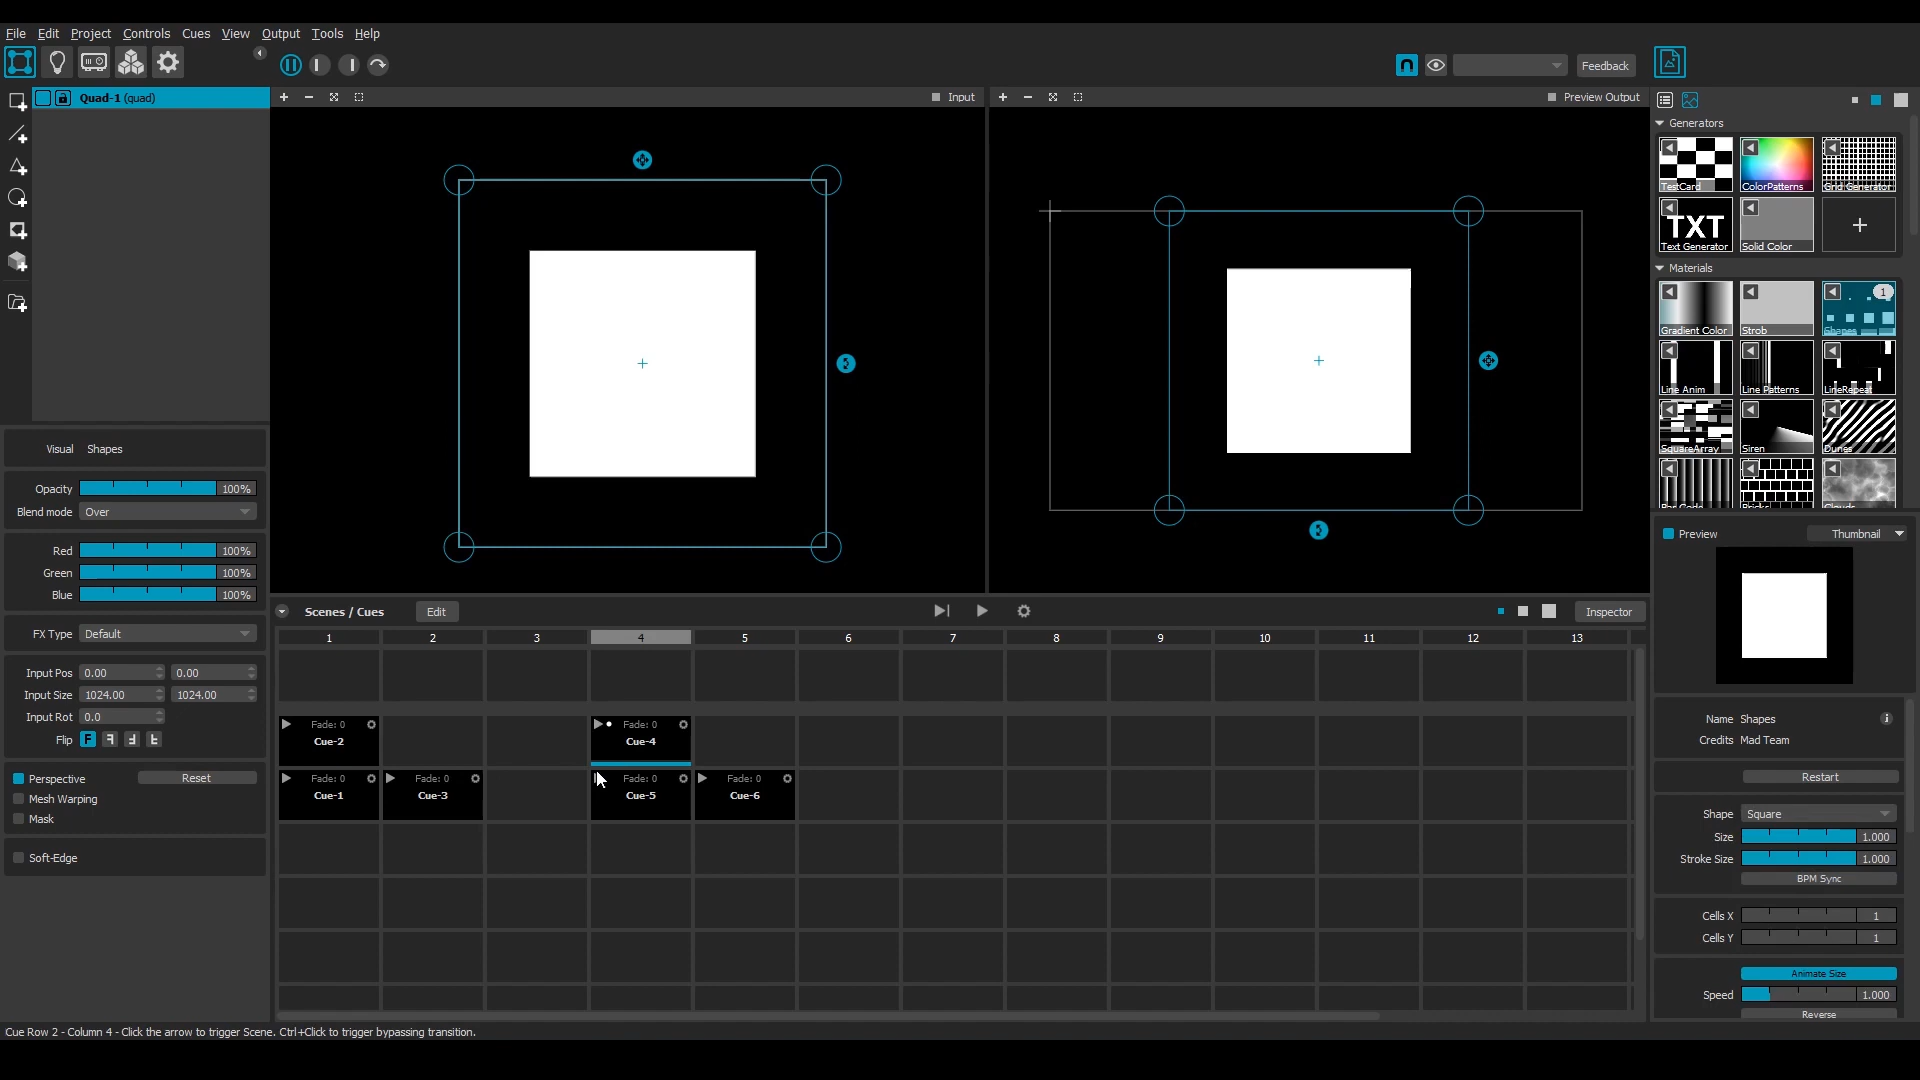 File Edit Project Controls Cues View Output Tools Help
Feedback
Quad-1 (quad)
Input
Preview Output
Generators
TestCard ColorPatterns Grid Generator
TXT
Text Generator Solid Color
Materials
1
Gradient Color Strob Shapes
Line Anim Line Patterns LineRepeat
SquareArray Siren Dunes
Bar Code Bricks Clouds
Visual Shapes
Opacity 100%
Blend mode Over
Red 100%
Green 100%
Blue 100%
FX Type Default
Input Pos 0.00 0.00
Input Size 1024.00 1024.00
Input Rot 0.0
Flip F
Perspective Reset
Mesh Warping
Mask
Soft-Edge
Scenes / Cues Edit Inspector
1 2 3 4 5 6 7 8 9 10 11 12 13
Fade: 0 Fade: 0
Cue-2 Cue-4
Fade: 0 Fade: 0 Fade: 0 Fade: 0
Cue-1 Cue-3 Cue-5 Cue-6
Preview Thumbnail
Name Shapes
Credits Mad Team
Restart
Shape Square
Size 1.000
Stroke Size 1.000
BPM Sync
Cells X 1
Cells Y 1
Animate Size
Speed 1.000
Reverse
Cue Row 2 - Column 4 - Click the arrow to trigger Scene. Ctrl+Click to trigger bypassing transition.